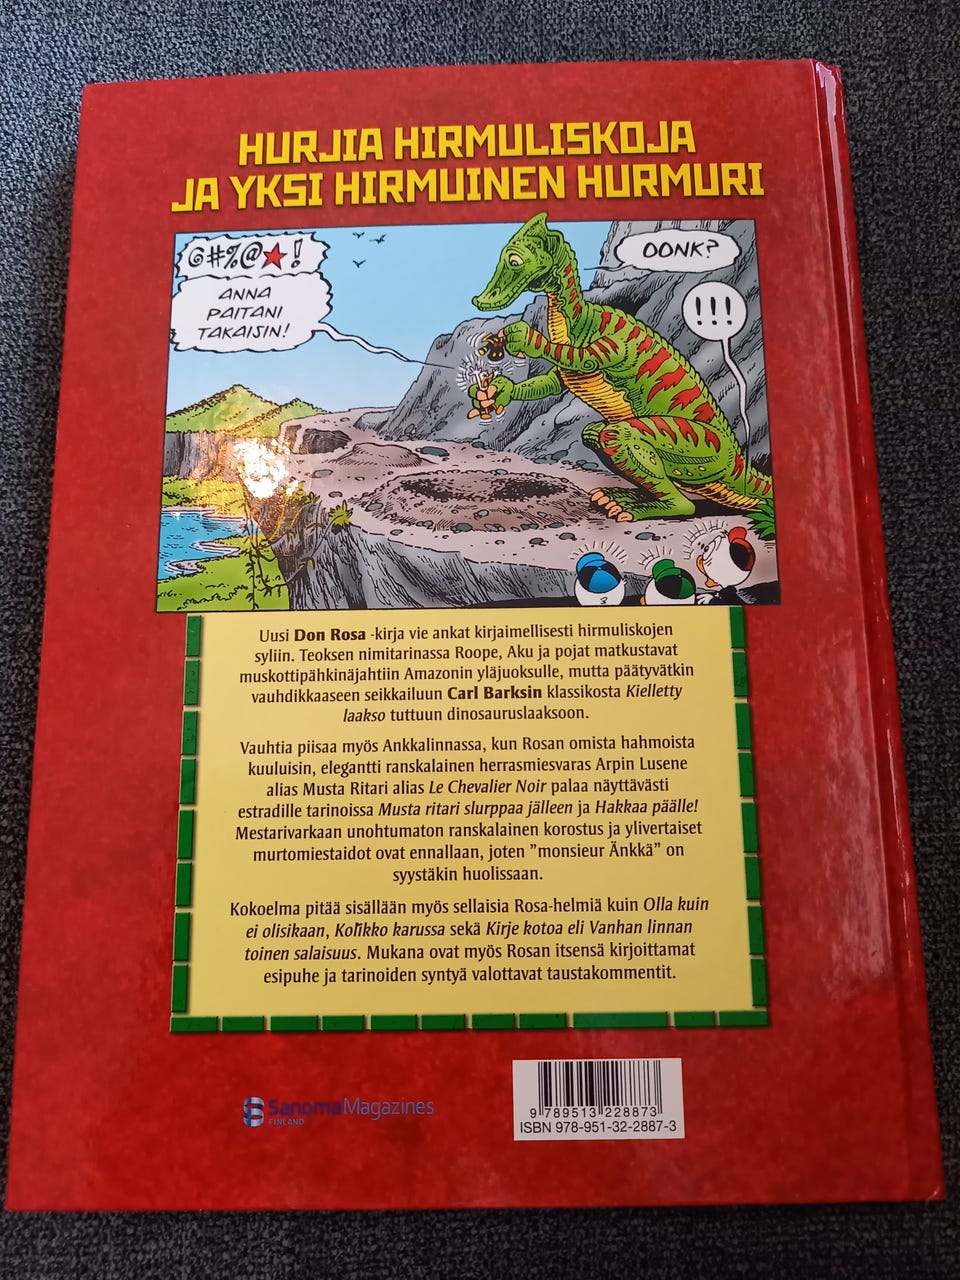 HURJIA HIRMULISKOJA
JA YKSI HIRMUINEN HURMURI
@#%@★!
ANNA
PAITANI
TAKAISIN!
OONK?
!!!
Uusi Don Rosa -kirja vie ankat kirjaimellisesti hirmuliskojen
syliin. Teoksen nimitarinassa Roope, Aku ja pojat matkustavat
muskottipähkinäjahtiin Amazonin yläjuoksulle, mutta päätyvätkin
vauhdikkaaseen seikkailuun Carl Barksin klassikosta Kielletty
laakso tuttuun dinosauruslaaksoon.
Vauhtia piisaa myös Ankkalinnassa, kun Rosan omista hahmoista
kuuluisin, elegantti ranskalainen herrasmiesvaras Arpin Lusene
alias Musta Ritari alias Le Chevalier Noir palaa näyttävästi
estradille tarinoissa Musta ritari slurppaa jälleen ja Hakkaa päälle!
Mestarivarkaan unohtumaton ranskalainen korostus ja ylivertaiset
murtomiestaidot ovat ennallaan, joten ”monsieur Änkkä” on
syystäkin huolissaan.
Kokoelma pitää sisällään myös sellaisia Rosa-helmiä kuin Olla kuin
ei olisikaan, Kolikko karussa sekä Kirje kotoa eli Vanhan linnan
toinen salaisuus. Mukana ovat myös Rosan itsensä kirjoittamat
esipuhe ja tarinoiden syntyä valottavat taustakommentit.
SanomaMagazines
FINLAND
9 789513 228873
ISBN 978-951-32-2887-3